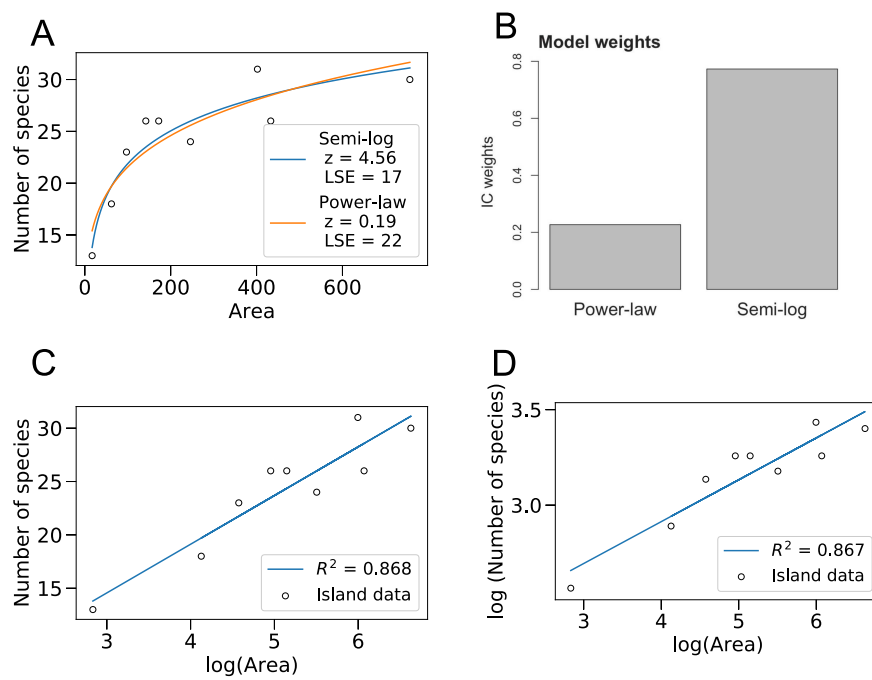 A
Number of species
30
25
20
15
0
200
400
600
Area
Semi-log
z = 4.56
LSE = 17
Power-law
z = 0.19
LSE = 22
B
Model weights
IC weights
0.8
0.6
0.4
0.2
0.0
Power-law
Semi-log
C
Number of species
30
25
20
15
3
4
5
6
log(Area)
R² = 0.868
Island data
D
log (Number of species)
3.5
3.0
3
4
5
6
log(Area)
R² = 0.867
Island data